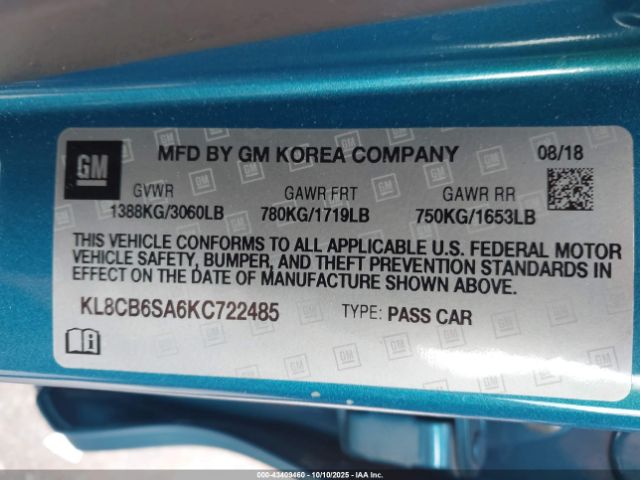 GM MFD BY GM KOREA COMPANY 08/18
GVWR GAWR FRT GAWR RR
1388KG/3060LB 780KG/1719LB 750KG/1653LB
THIS VEHICLE CONFORMS TO ALL APPLICABLE U.S. FEDERAL MOTOR
VEHICLE SAFETY, BUMPER, AND THEFT PREVENTION STANDARDS IN
EFFECT ON THE DATE OF MANUFACTURE SHOWN ABOVE.
KL8CB6SA6KC722485 TYPE: PASS CAR
000-43409460 - 10/10/2025 - IAA Inc.